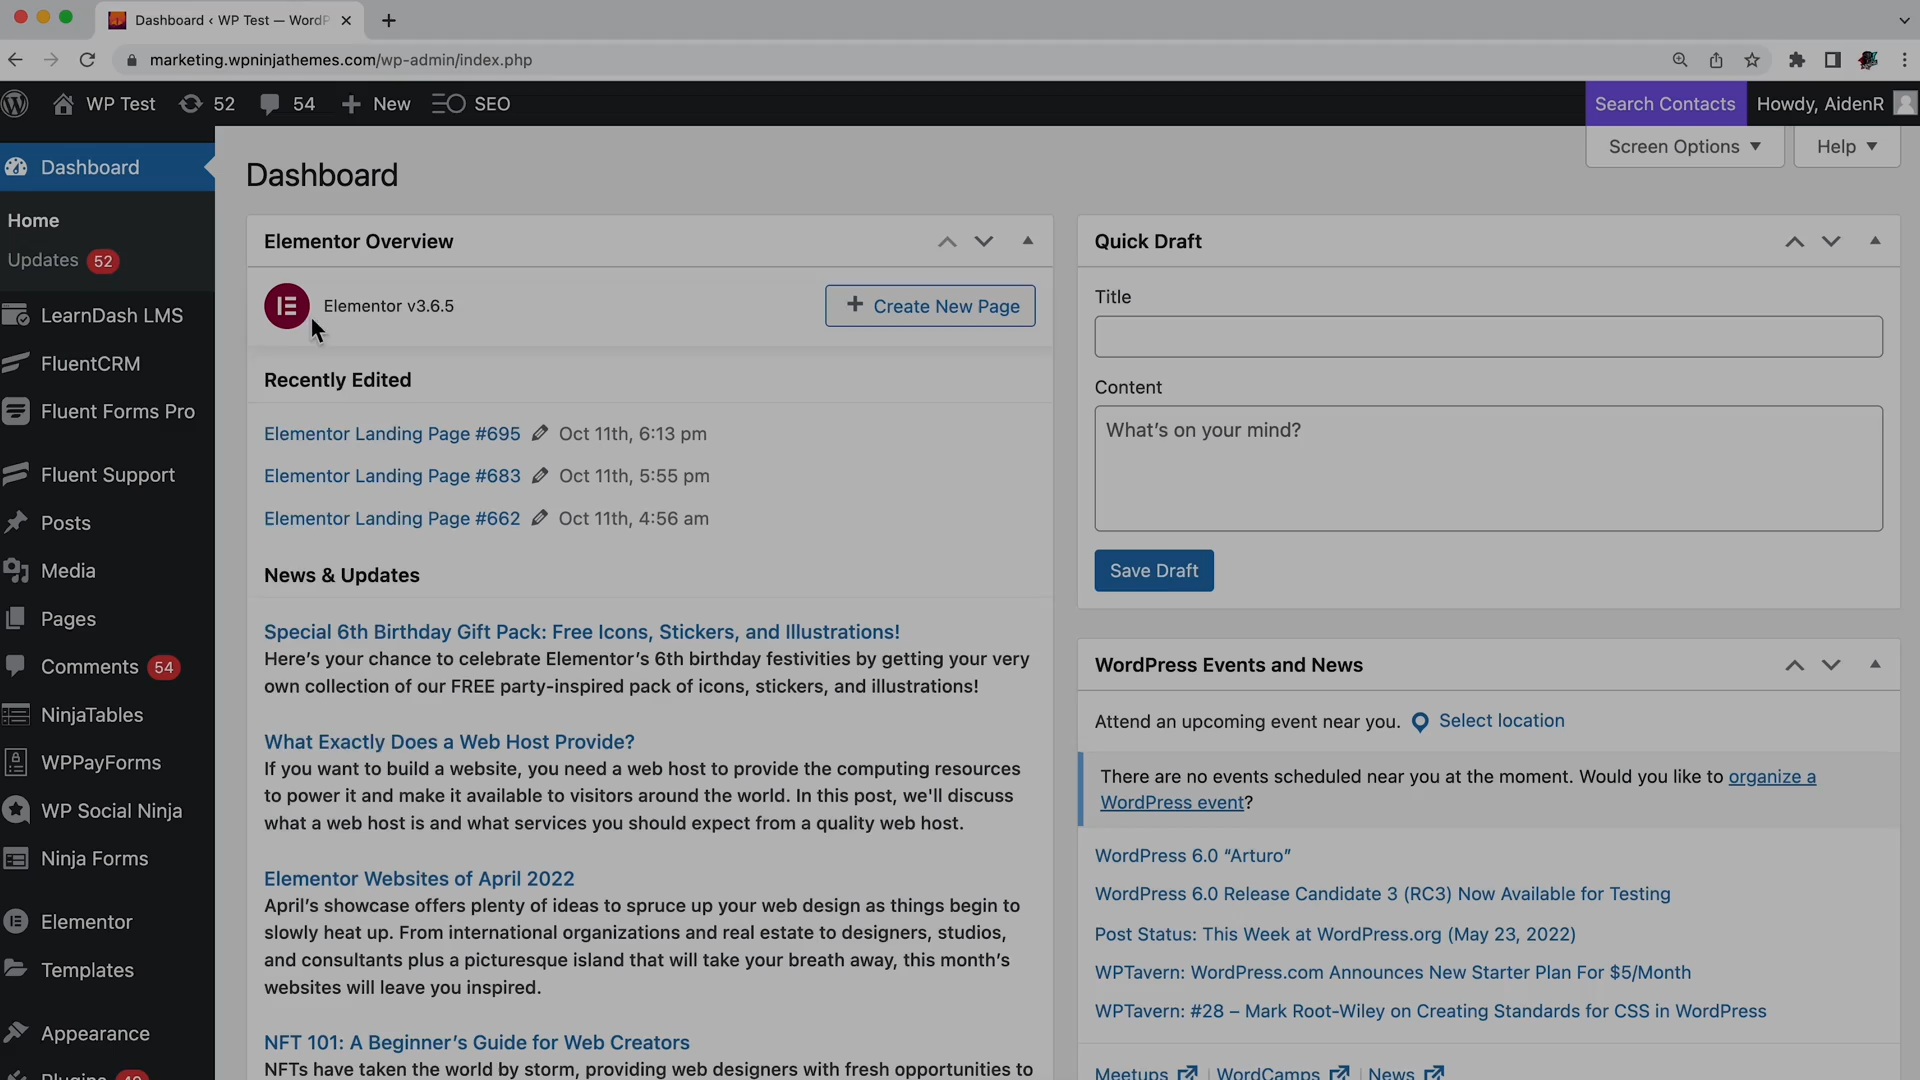 Dashboard ‹ WP Test — WordP
marketing.wpninjathemes.com/wp-admin/index.php
WP Test 52 54 New SEO Search Contacts Howdy, AidenR
Screen Options Help
Dashboard
Home
Updates 52
LearnDash LMS
FluentCRM
Fluent Forms Pro
Fluent Support
Posts
Media
Pages
Comments 54
NinjaTables
WPPayForms
WP Social Ninja
Ninja Forms
Elementor
Templates
Appearance
Plugins
Dashboard
Elementor Overview
Elementor v3.6.5
Create New Page
Recently Edited
Elementor Landing Page #695 Oct 11th, 6:13 pm
Elementor Landing Page #683 Oct 11th, 5:55 pm
Elementor Landing Page #662 Oct 11th, 4:56 am
News & Updates
Special 6th Birthday Gift Pack: Free Icons, Stickers, and Illustrations!
Here’s your chance to celebrate Elementor’s 6th birthday festivities by getting your very
own collection of our FREE party-inspired pack of icons, stickers, and illustrations!
What Exactly Does a Web Host Provide?
If you want to build a website, you need a web host to provide the computing resources
to power it and make it available to visitors around the world. In this post, we'll discuss
what a web host is and what services you should expect from a quality web host.
Elementor Websites of April 2022
April’s showcase offers plenty of ideas to spruce up your web design as things begin to
slowly heat up. From international organizations and real estate to designers, studios,
and consultants plus a picturesque island that will take your breath away, this month’s
websites will leave you inspired.
NFT 101: A Beginner’s Guide for Web Creators
NFTs have taken the world by storm, providing web designers with fresh opportunities to
Quick Draft
Title
Content
What’s on your mind?
Save Draft
WordPress Events and News
Attend an upcoming event near you. Select location
There are no events scheduled near you at the moment. Would you like to organize a
WordPress event?
WordPress 6.0 “Arturo”
WordPress 6.0 Release Candidate 3 (RC3) Now Available for Testing
Post Status: This Week at WordPress.org (May 23, 2022)
WPTavern: WordPress.com Announces New Starter Plan For $5/Month
WPTavern: #28 – Mark Root-Wiley on Creating Standards for CSS in WordPress
Meetups | WordCamps | News